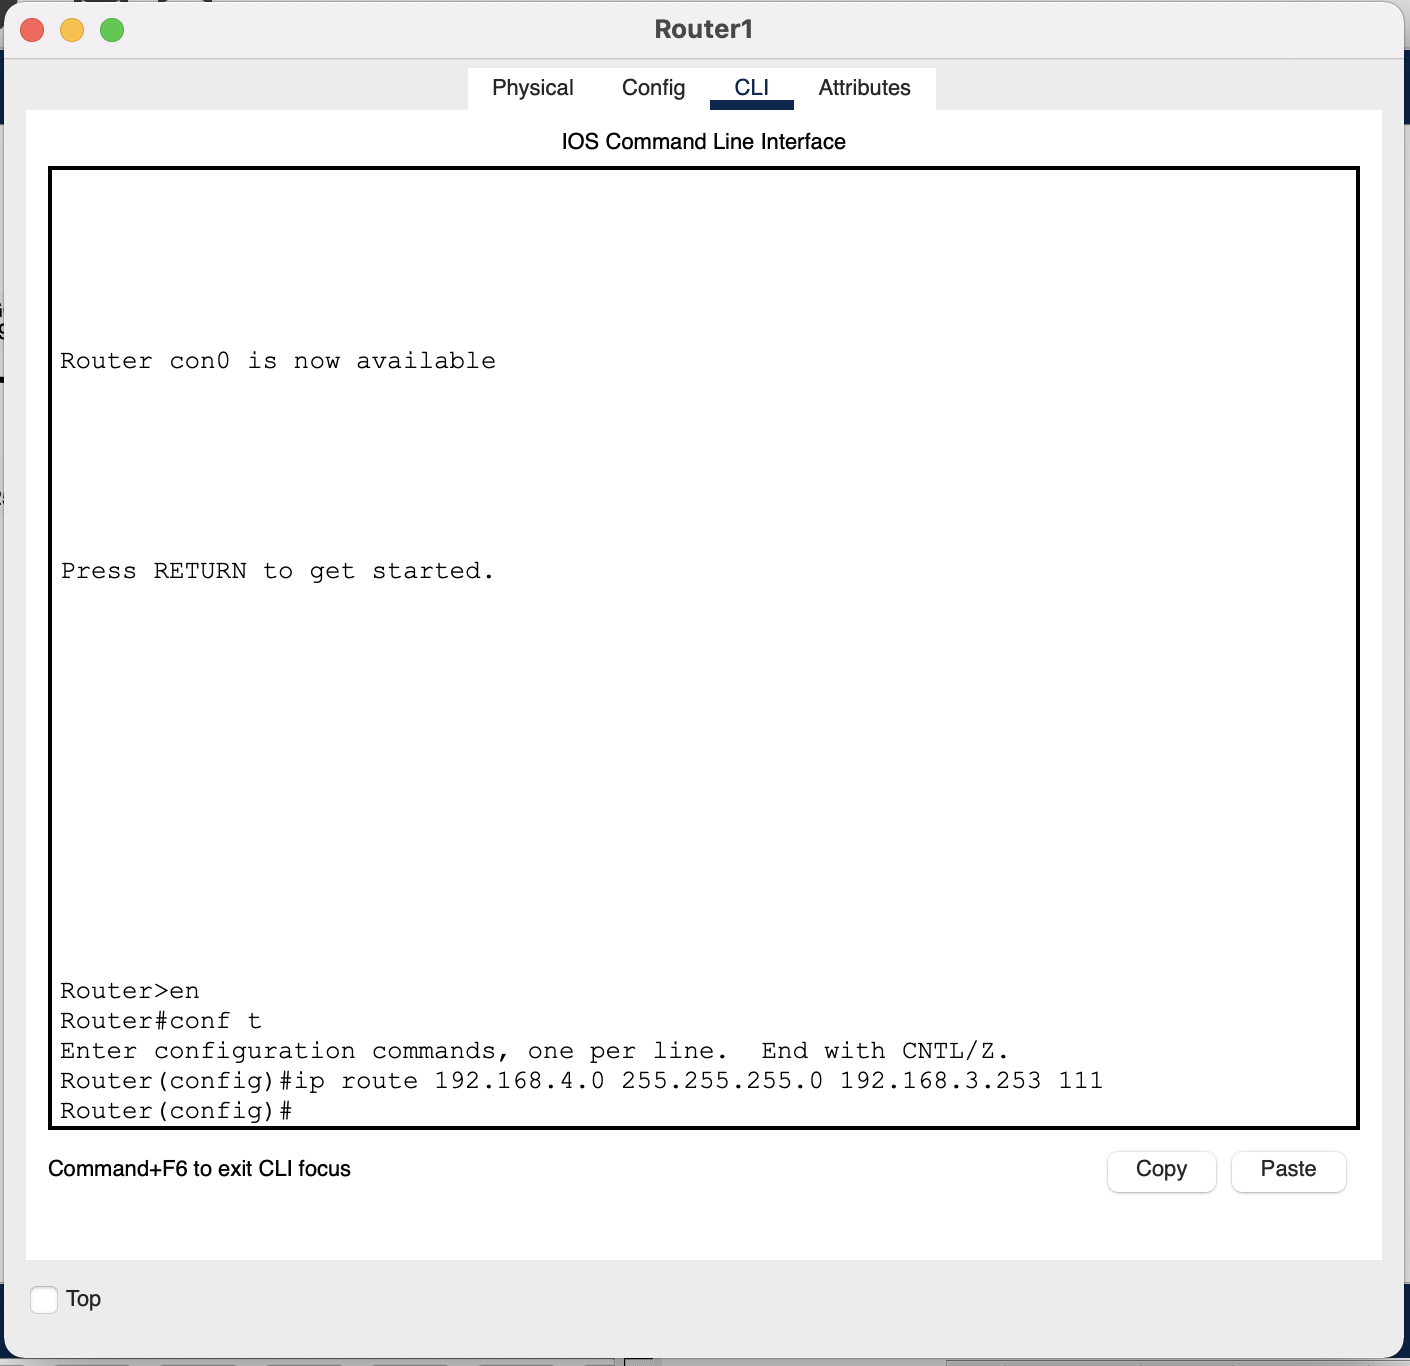 Router1
Physical Config CLI Attributes
IOS Command Line Interface
Router con0 is now available
Press RETURN to get started.
Router>en
Router#conf t
Enter configuration commands, one per line.  End with CNTL/Z.
Router(config)#ip route 192.168.4.0 255.255.255.0 192.168.3.253 111
Router(config)#
Command+F6 to exit CLI focus
Copy Paste
Top